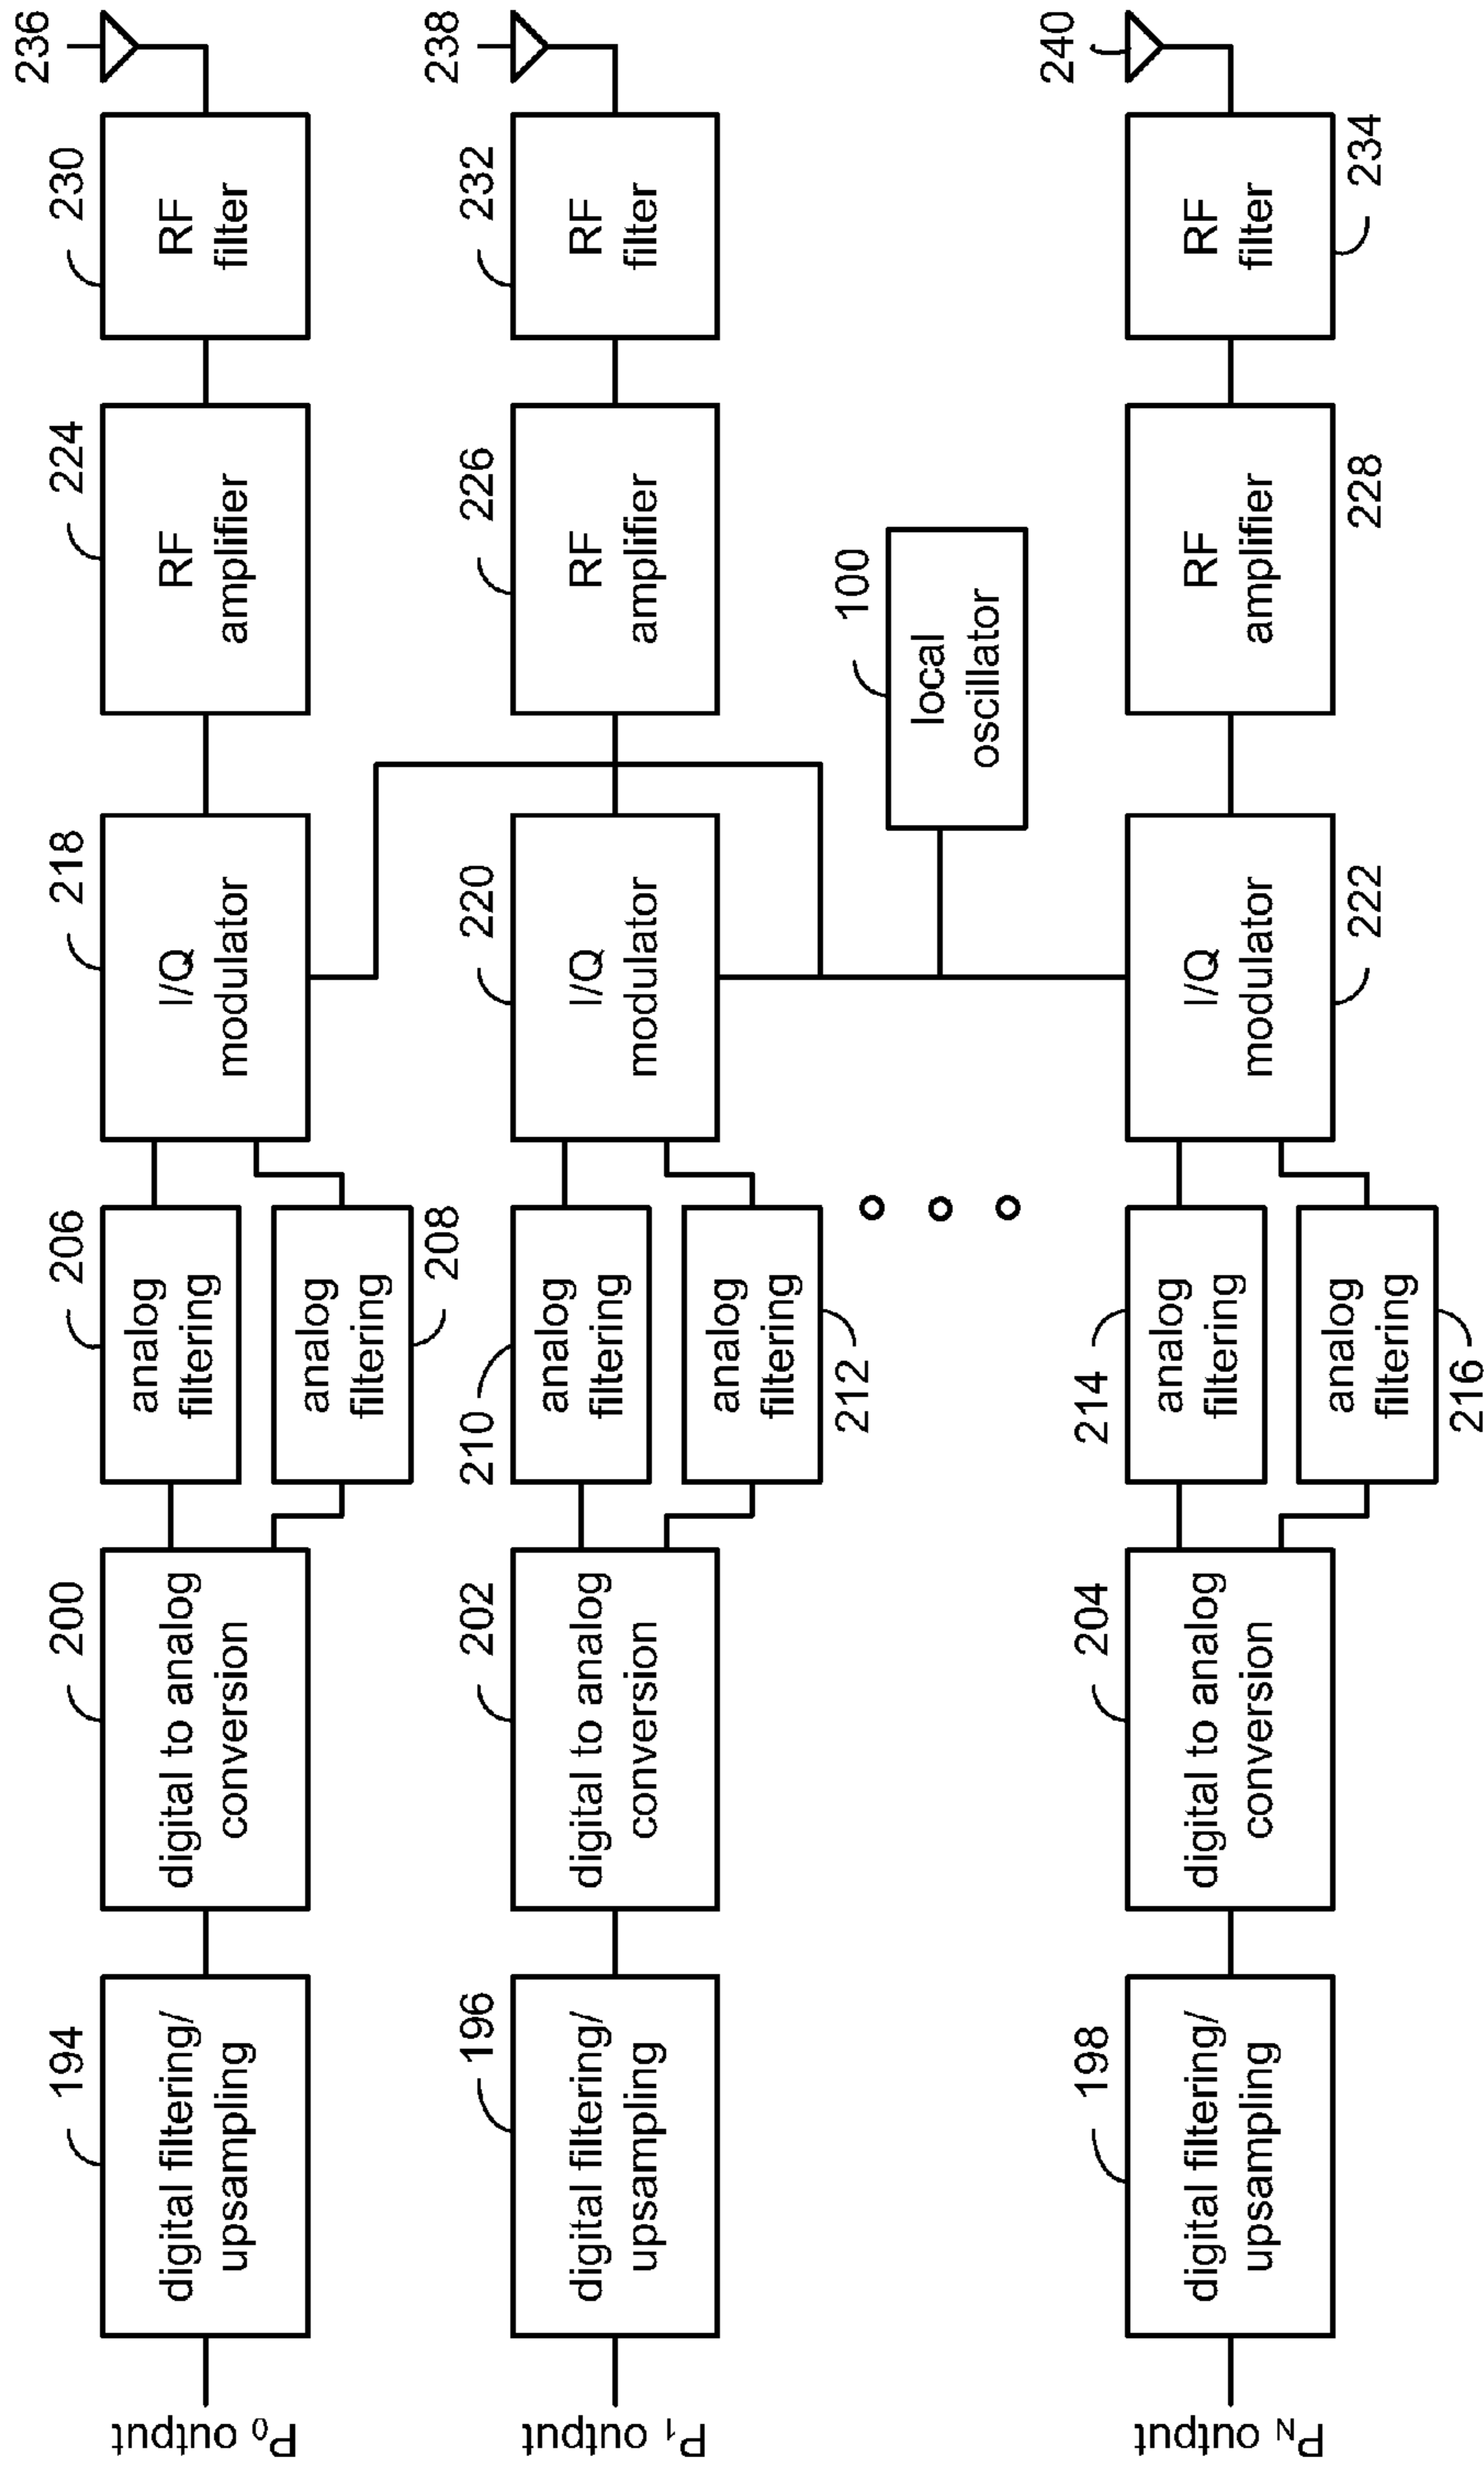 P0 output
194
digital filtering/
upsampling
200
digital to analog
conversion
206
analog
filtering
analog
filtering
208
218
I/Q
modulator
224
RF
amplifier
230
RF
filter
236
P1 output
196
digital filtering/
upsampling
202
digital to analog
conversion
210
analog
filtering
analog
filtering
212
220
I/Q
modulator
226
RF
amplifier
232
RF
filter
238
100
local
oscillator
PN output
198
digital filtering/
upsampling
204
digital to analog
conversion
214
analog
filtering
analog
filtering
216
I/Q
modulator
222
RF
amplifier
228
RF
filter
234
240